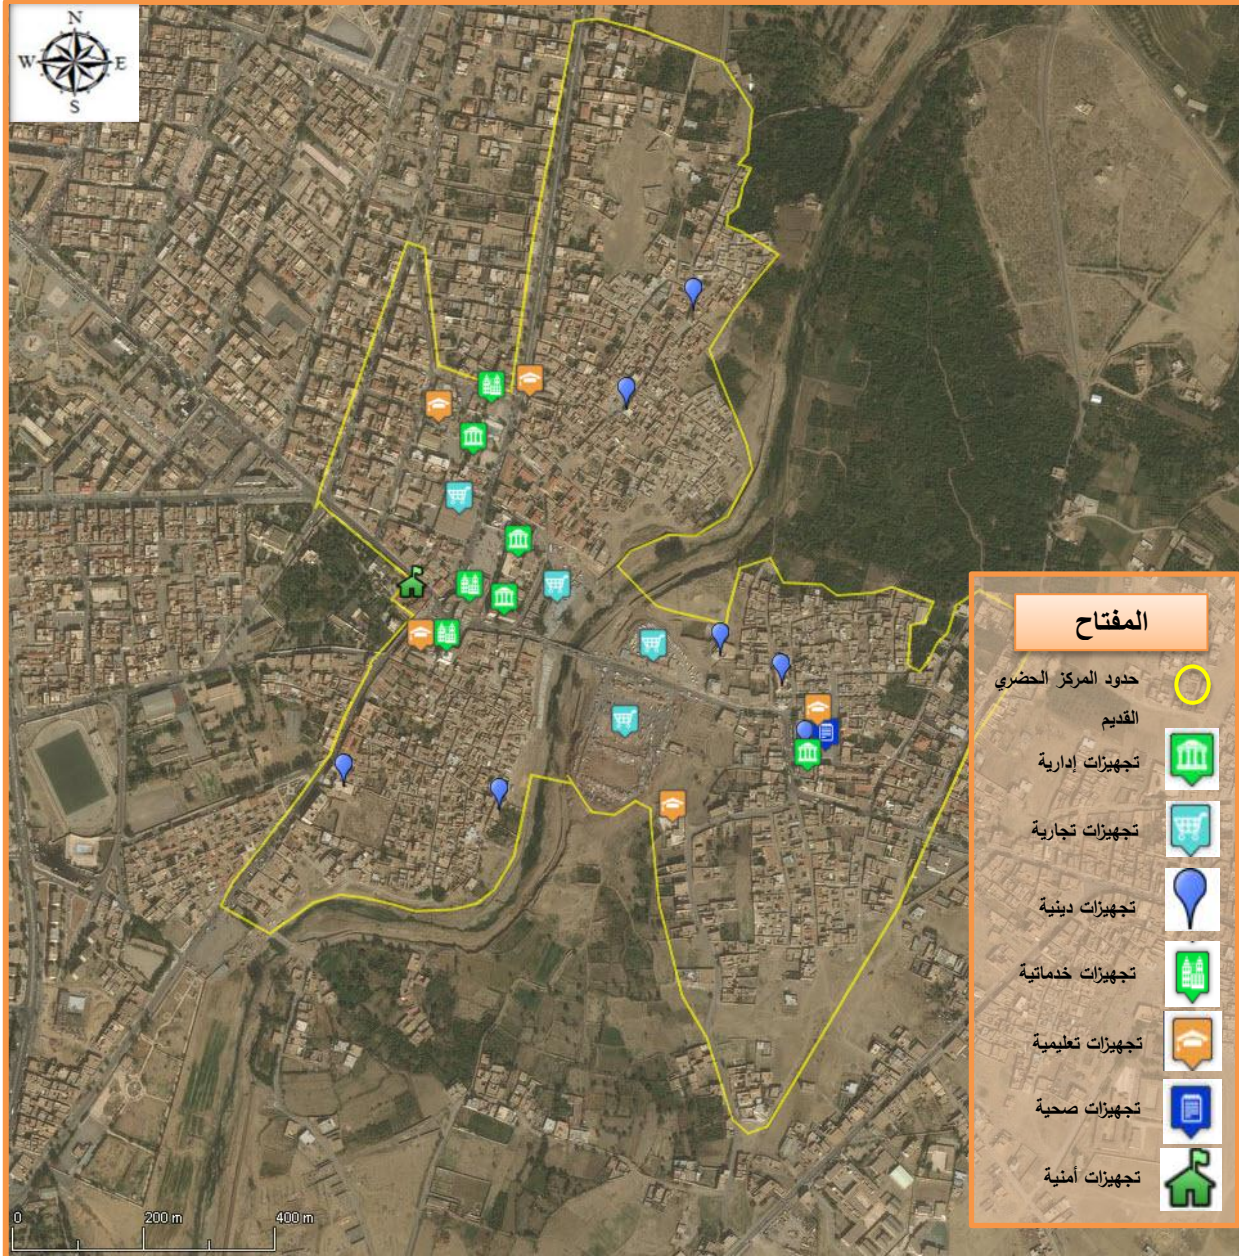 N
W E
S
المفتاح
حدود المركز الحضري
القديم
تجهيزات إدارية
تجهيزات تجارية
تجهيزات دينية
تجهيزات خدماتية
تجهيزات تعليمية
تجهيزات صحية
تجهيزات أمنية
0 200 m 400 m